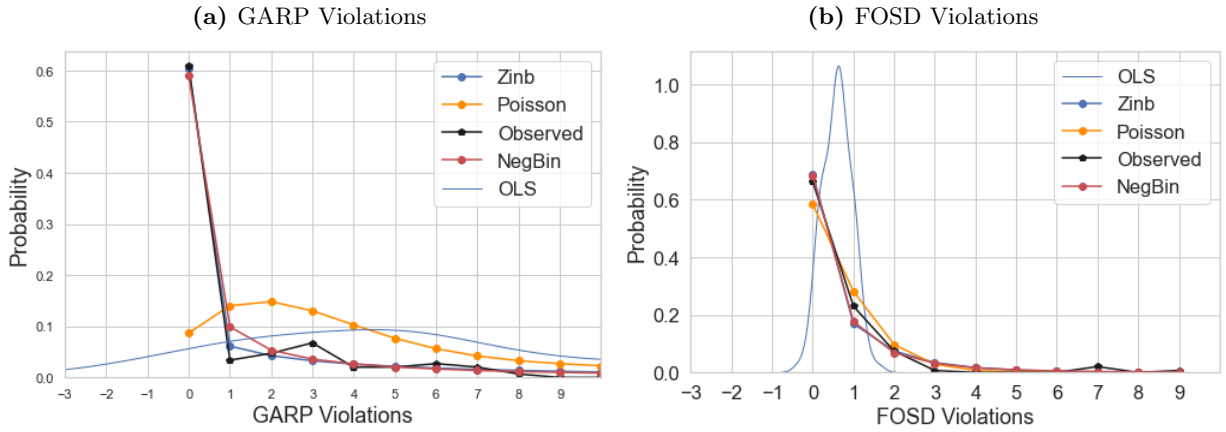 (a) GARP Violations
Probability
0.6
0.5
0.4
0.3
0.2
0.1
0.0
−3 −2 −1 0 1 2 3 4 5 6 7 8 9
GARP Violations
Zinb
Poisson
Observed
NegBin
OLS
(b) FOSD Violations
Probability
1.0
0.8
0.6
0.4
0.2
0.0
−3 −2 −1 0 1 2 3 4 5 6 7 8 9
FOSD Violations
OLS
Zinb
Poisson
Observed
NegBin